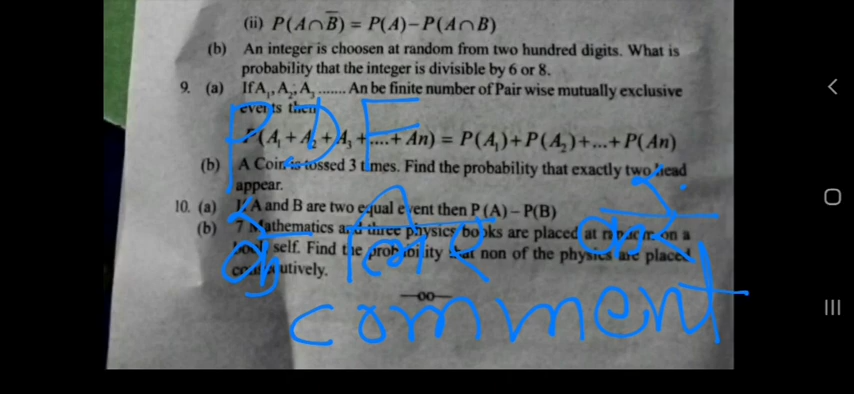 (ii) P(A∩B̅) = P(A)–P(A∩B)
(b) An integer is choosen at random from two hundred digits. What is
probability that the integer is divisible by 6 or 8.
9. (a) If A₁, A₂, A₃ ....... An be finite number of Pair wise mutually exclusive
events then
P(A₁ + A₂ + A₃ +....+ An) = P(A₁)+P(A₂)+...+P(An)
(b) A Coin is tossed 3 times. Find the probability that exactly two head
appear.
10. (a) If A and B are two equal event then P (A) – P(B)
(b) 7 Mathematics and three physics books are placed at random on a
book self. Find the probability that non of the physics are placed
consecutively.
—oo—
PDF
के लिए करें
comment